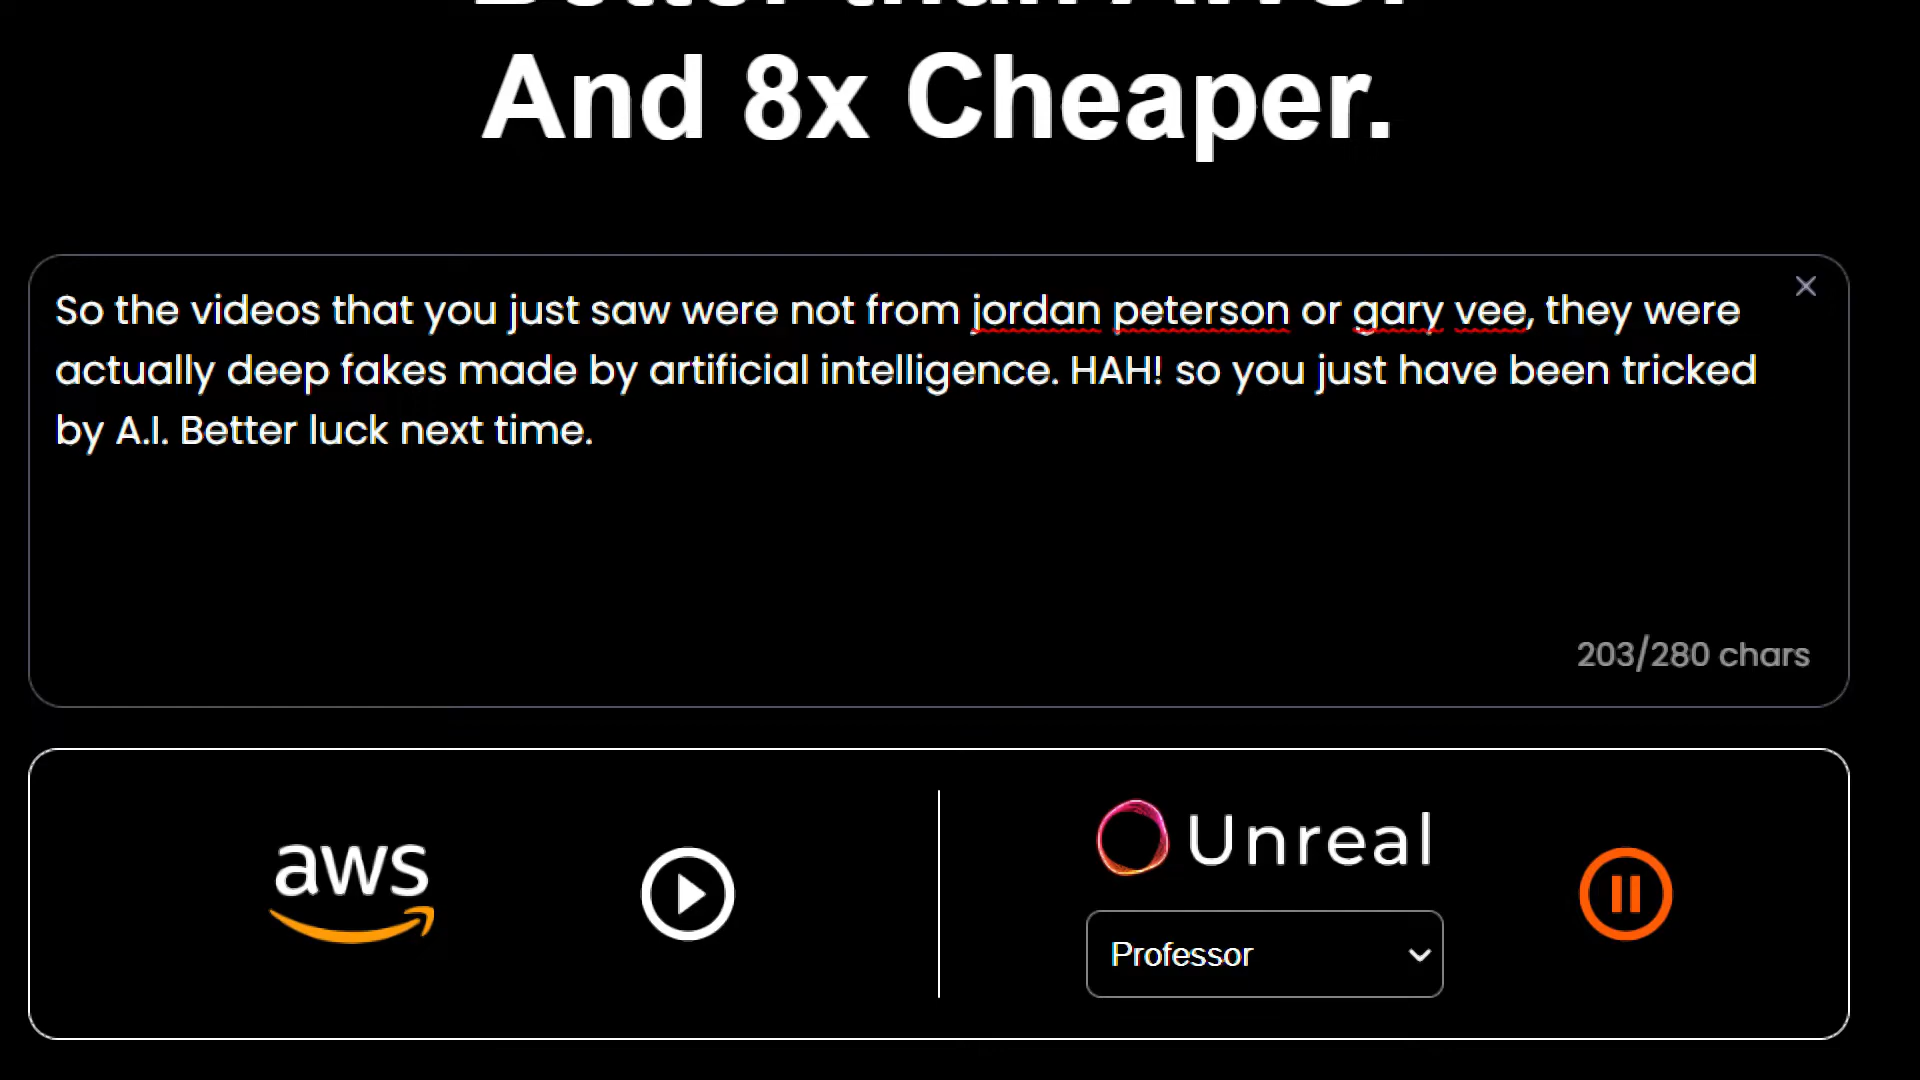 And 8x Cheaper.
So the videos that you just saw were not from jordan peterson or gary vee, they were
actually deep fakes made by artificial intelligence. HAH! so you just have been tricked
by A.I. Better luck next time.
203/280 chars
aws
Unreal
Professor